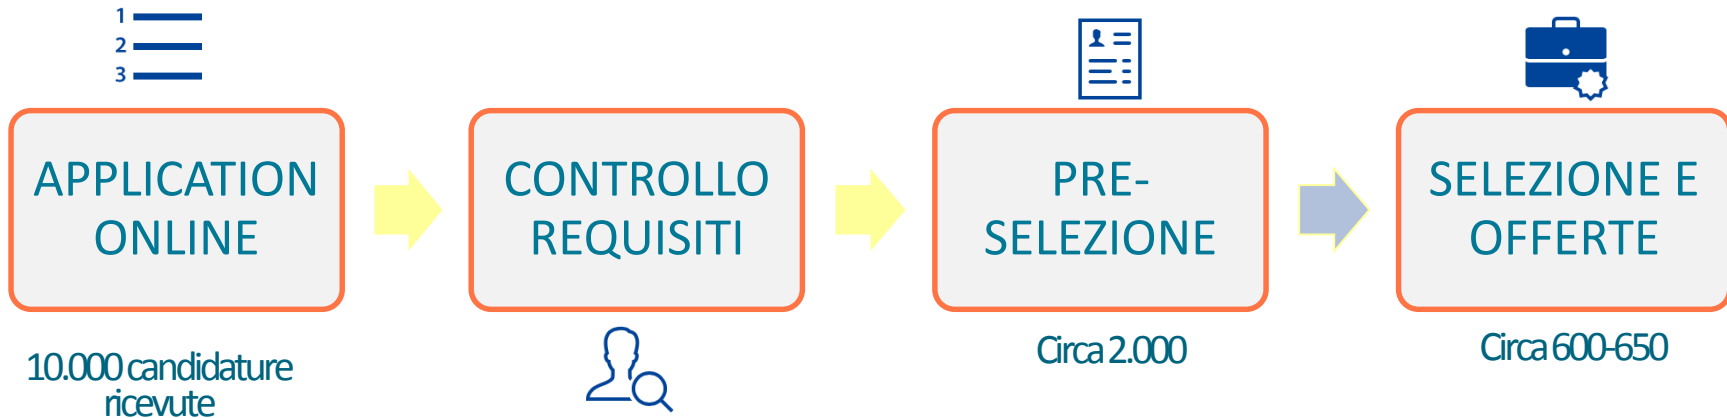 1
2
3
APPLICATION
ONLINE
CONTROLLO
REQUISITI
PRE-
SELEZIONE
SELEZIONE E
OFFERTE
10.000 candidature
ricevute
Circa 2.000
Circa 600-650